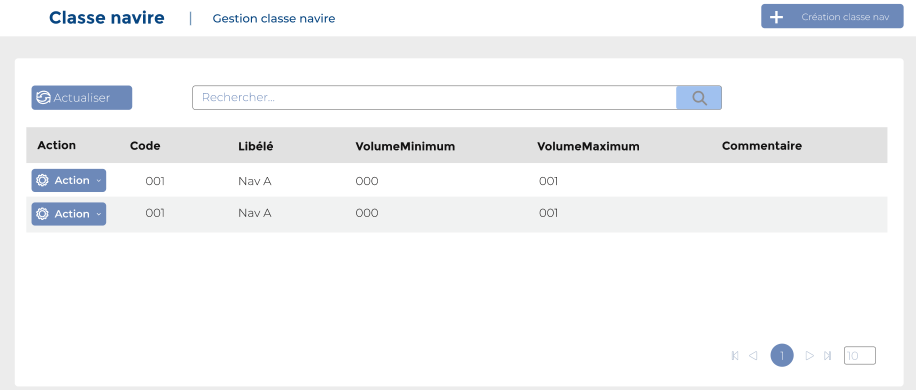 Classe navire | Gestion classe navire
Création classe nav
Actualiser
Rechercher...
Action Code Libélé VolumeMinimum VolumeMaximum Commentaire
Action 001 Nav A 000 001
Action 001 Nav A 000 001
1 10